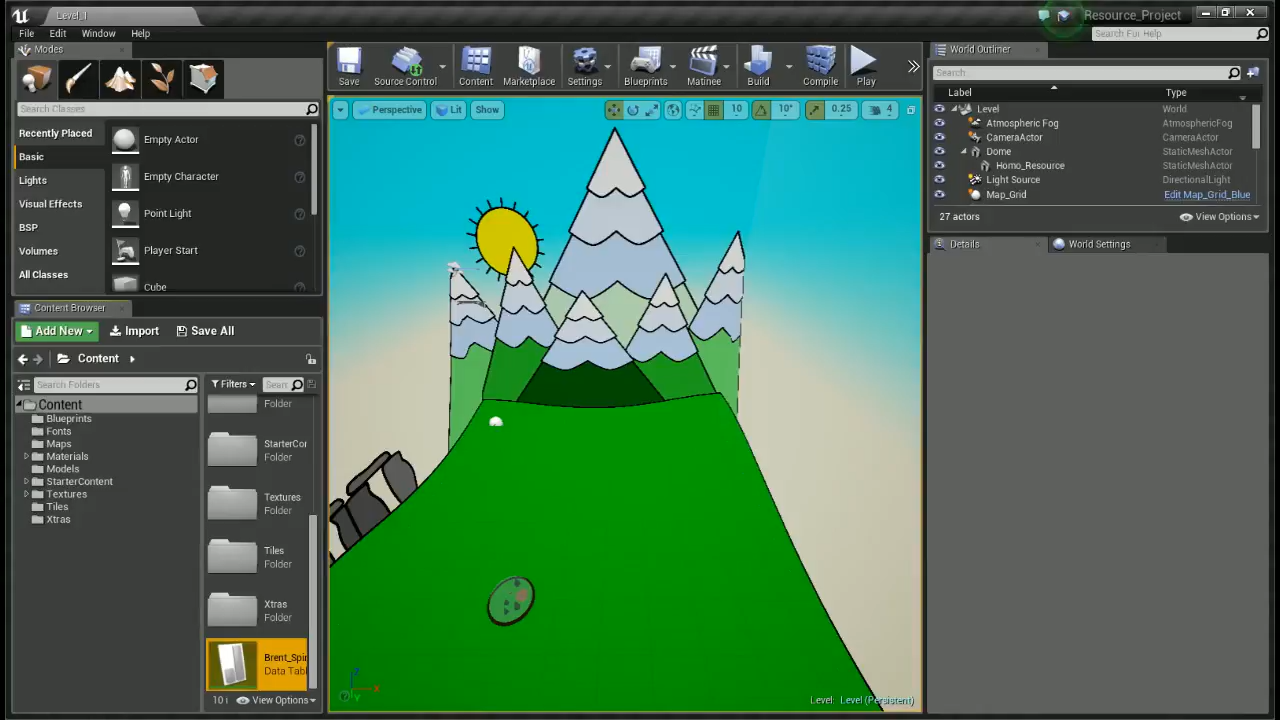 Level_1
Resource_Project
File Edit Window Help
Search For Help
Modes
Search Classes
Recently Placed
Basic
Lights
Visual Effects
BSP
Volumes
All Classes
Empty Actor
Empty Character
Point Light
Player Start
Cube
Save
Source Control
Content
Marketplace
Settings
Blueprints
Matinee
Build
Compile
Play
Perspective
Lit
Show
10
10°
0.25
4
Level: Level (Persistent)
Content Browser
Add New
Import
Save All
Content
Search Folders
Content
Blueprints
Fonts
Maps
Materials
Models
StarterContent
Textures
Tiles
Xtras
Filters
Sear
Folder
StarterCor
Folder
Textures
Folder
Tiles
Folder
Xtras
Folder
Brent_Spir
Data Tabl
10 i
View Options
World Outliner
Search
Label Type
Level World
Atmospheric Fog AtmosphericFog
CameraActor CameraActor
Dome StaticMeshActor
Homo_Resource StaticMeshActor
Light Source DirectionalLight
Map_Grid Edit Map_Grid_Blue
27 actors
View Options
Details
World Settings